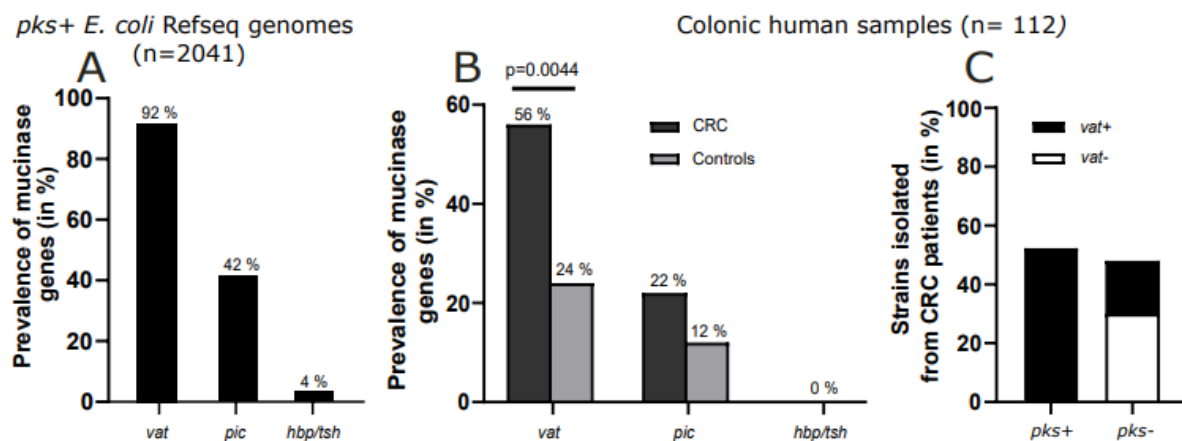 pks+ E. coli Refseq genomes
(n=2041)
Colonic human samples (n= 112)
A
Prevalence of mucinase
genes (in %)
100
80
60
40
20
0
92 %
42 %
4 %
vat
pic
hbp/tsh
B
p=0.0044
Prevalence of mucinase
genes (in %)
60
40
20
0
56 %
24 %
22 %
12 %
0 %
CRC
Controls
vat
pic
hbp/tsh
C
Strains isolated
from CRC patients (in %)
100
80
60
40
20
0
vat+
vat-
pks+
pks-